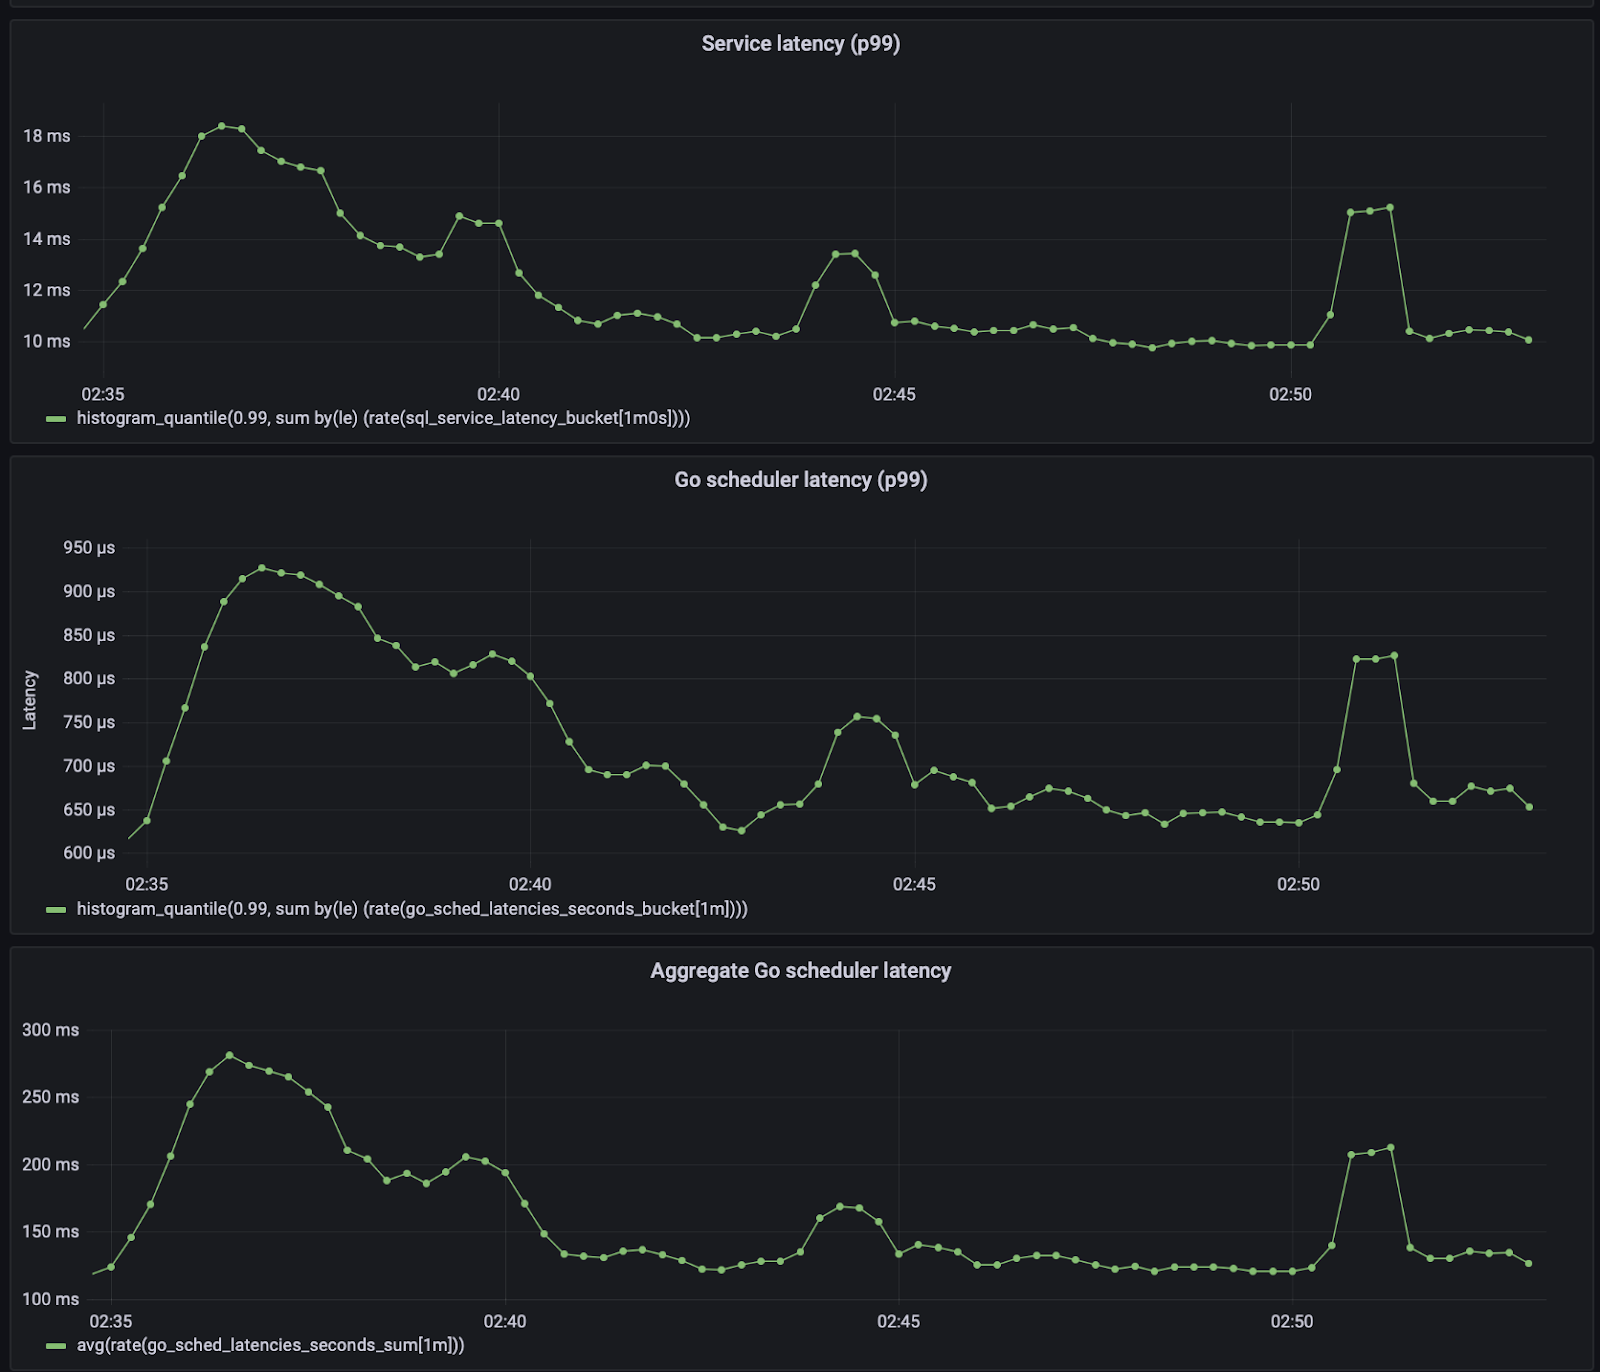 Service latency (p99)
18 ms
16 ms
14 ms
12 ms
10 ms
02:35 02:40 02:45 02:50
histogram_quantile(0.99, sum by(le) (rate(sql_service_latency_bucket[1m0s])))
Go scheduler latency (p99)
950 µs
900 µs
850 µs
800 µs
750 µs
700 µs
650 µs
600 µs
Latency
02:35 02:40 02:45 02:50
histogram_quantile(0.99, sum by(le) (rate(go_sched_latencies_seconds_bucket[1m])))
Aggregate Go scheduler latency
300 ms
250 ms
200 ms
150 ms
100 ms
02:35 02:40 02:45 02:50
avg(rate(go_sched_latencies_seconds_sum[1m]))